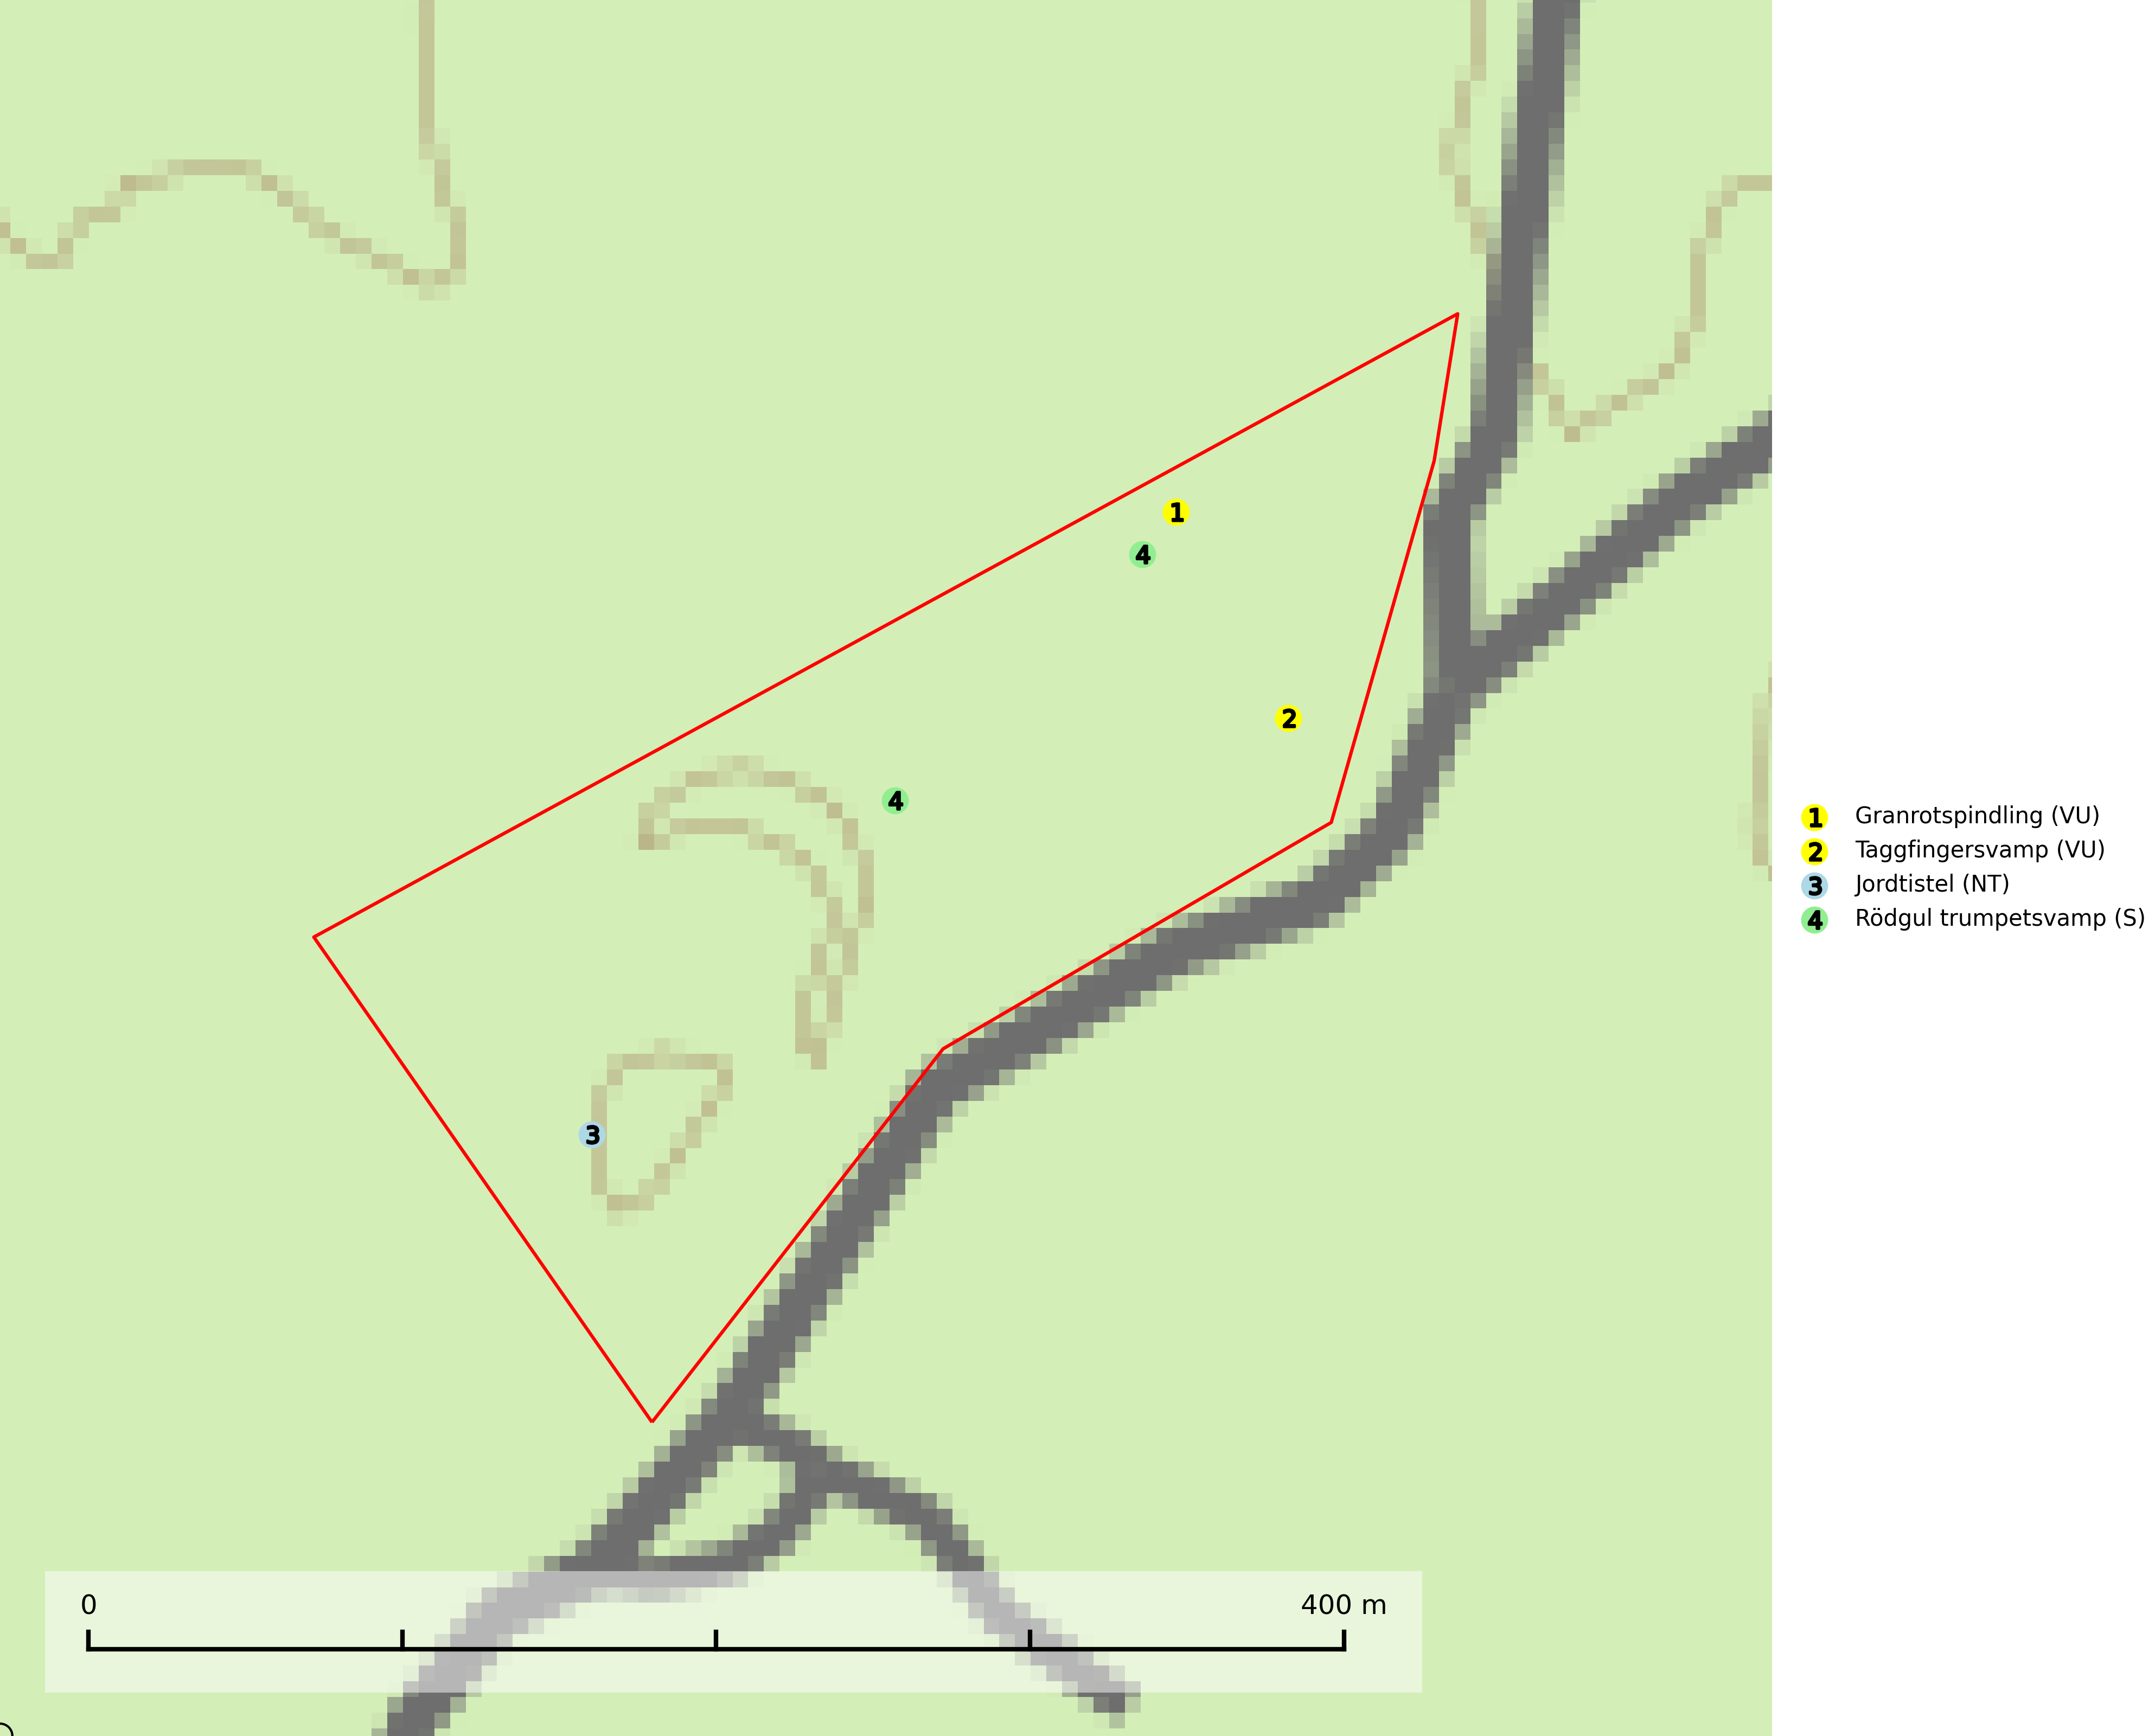 1
4
2
4
3
1 Granrotspindling (VU)
2 Taggfingersvamp (VU)
3 Jordtistel (NT)
4 Rödgul trumpetsvamp (S)
0 400 m